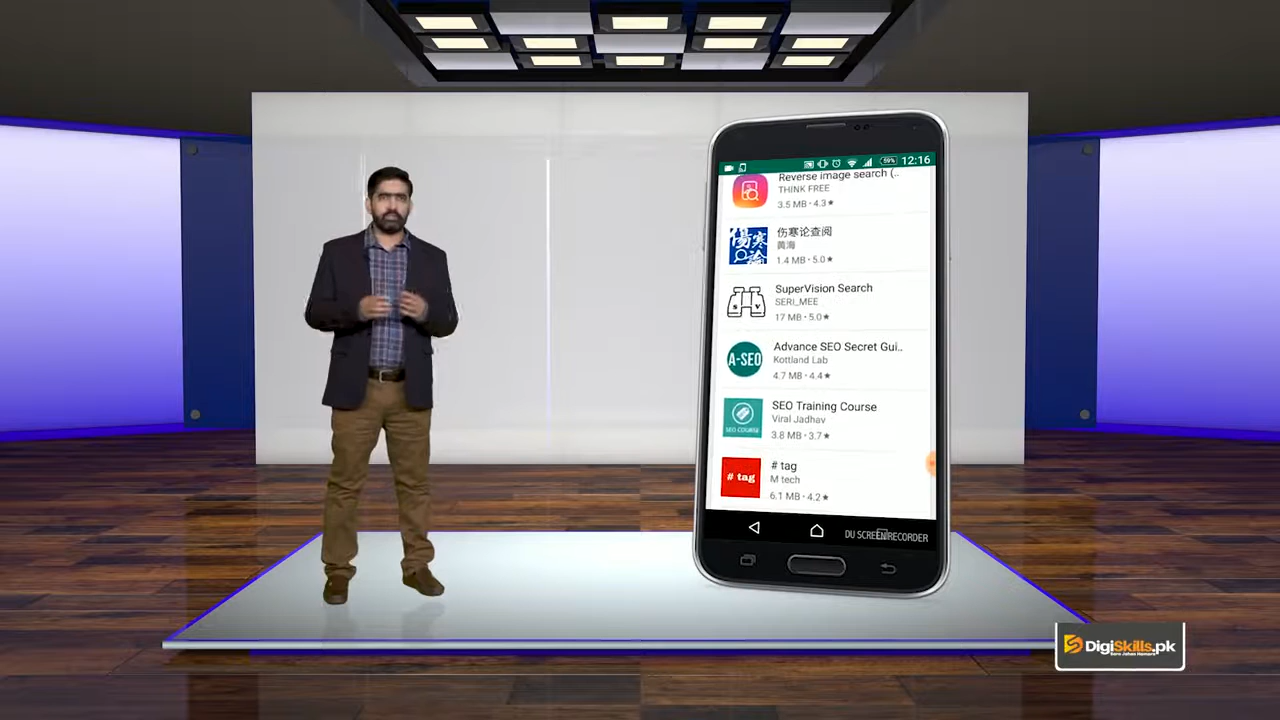 59%
12:16
Reverse image search (..
THINK FREE
3.5 MB · 4.3★
伤寒论查阅
黄海
1.4 MB · 5.0★
SuperVision Search
SERI_MEE
17 MB · 5.0★
s v
Advance SEO Secret Gui..
Kottland Lab
4.7 MB · 4.4★
A-SEO
SEO Training Course
Viral Jadhav
3.8 MB · 3.7★
SEO COURSE
# tag
M tech
6.1 MB · 4.2★
# tag
DU SCREEN RECORDER
DigiSkills.pk